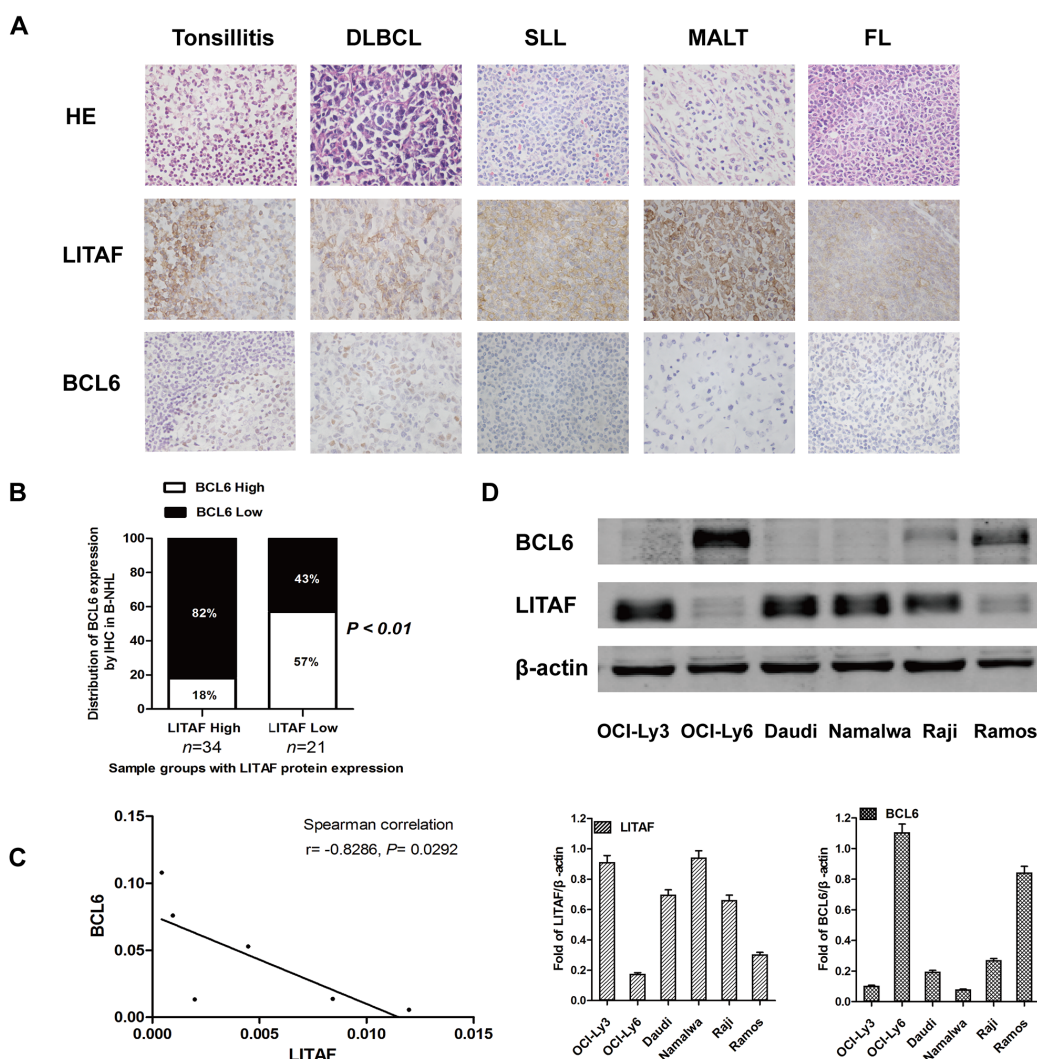 A
Tonsillitis DLBCL SLL MALT FL
HE
LITAF
BCL6
B
BCL6 High
BCL6 Low
Distribution of BCL6 expression
by IHC in B-NHL
100
80
60
40
20
0
82%
18%
43%
57%
P < 0.01
LITAF High LITAF Low
n=34 n=21
Sample groups with LITAF protein expression
C
Spearman correlation
r= -0.8286, P= 0.0292
BCL6
0.15
0.10
0.05
0.00
0.000 0.005 0.010 0.015
LITAF
D
BCL6
LITAF
β-actin
OCI-Ly3 OCI-Ly6 Daudi Namalwa Raji Ramos
LITAF
Fold of LITAF/β -actin
1.2
1.0
0.8
0.6
0.4
0.2
0.0
OCI-Ly3 OCI-Ly6 Daudi Namalwa Raji Ramos
BCL6
Fold of BCL6/β -actin
1.2
1.0
0.8
0.6
0.4
0.2
0.0
OCI-Ly3 OCI-Ly6 Daudi Namalwa Raji Ramos